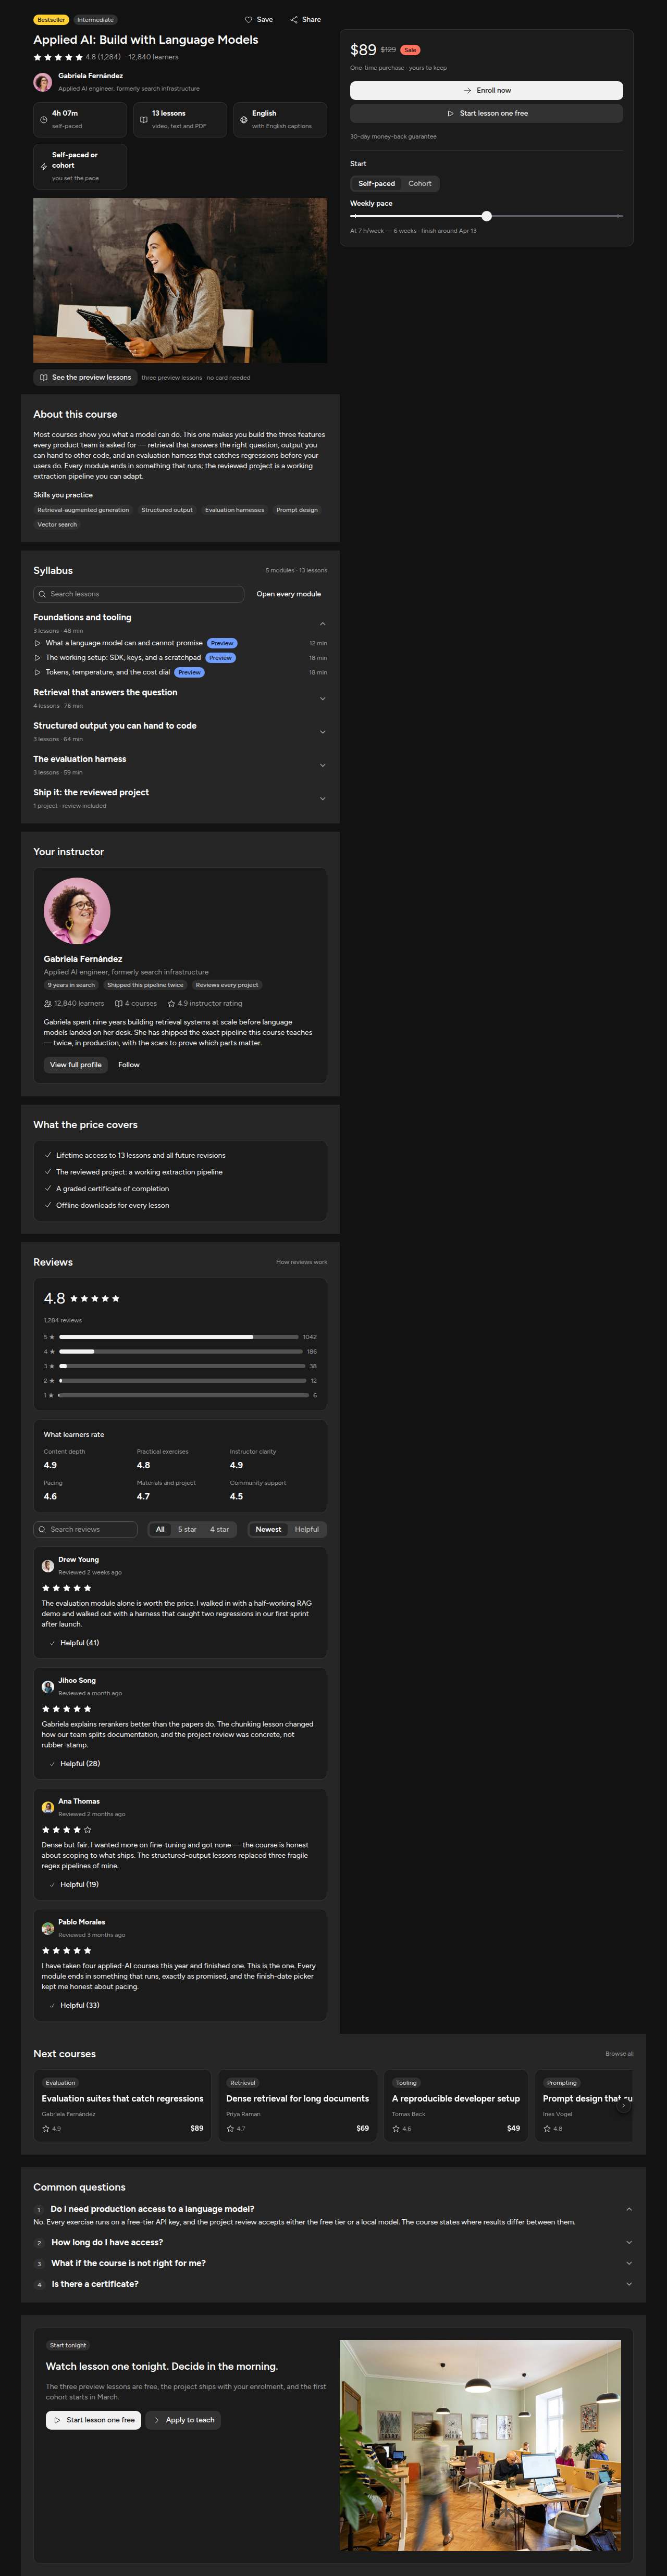 Bestseller
Intermediate
Save
Share
Applied AI: Build with Language Models
4.8 (1,284) · 12,840 learners
Gabriela Fernández
Applied AI engineer, formerly search infrastructure
4h 07m
self-paced
13 lessons
video, text and PDF
English
with English captions
Self-paced or
cohort
you set the pace
See the preview lessons
three preview lessons · no card needed
$89 $129 Sale
One-time purchase · yours to keep
Enroll now
Start lesson one free
30-day money-back guarantee
Start
Self-paced
Cohort
Weekly pace
At 7 h/week — 6 weeks · finish around Apr 13
About this course
Most courses show you what a model can do. This one makes you build the three features
every product team is asked for — retrieval that answers the right question, output you
can hand to other code, and an evaluation harness that catches regressions before your
users do. Every module ends in something that runs; the reviewed project is a working
extraction pipeline you can adapt.
Skills you practice
Retrieval-augmented generation
Structured output
Evaluation harnesses
Prompt design
Vector search
Syllabus
5 modules · 13 lessons
Search lessons
Open every module
Foundations and tooling
3 lessons · 48 min
What a language model can and cannot promise Preview 12 min
The working setup: SDK, keys, and a scratchpad Preview 18 min
Tokens, temperature, and the cost dial Preview 18 min
Retrieval that answers the question
4 lessons · 76 min
Structured output you can hand to code
3 lessons · 64 min
The evaluation harness
3 lessons · 59 min
Ship it: the reviewed project
1 project · review included
Your instructor
Gabriela Fernández
Applied AI engineer, formerly search infrastructure
9 years in search
Shipped this pipeline twice
Reviews every project
12,840 learners
4 courses
4.9 instructor rating
Gabriela spent nine years building retrieval systems at scale before language
models landed on her desk. She has shipped the exact pipeline this course teaches
— twice, in production, with the scars to prove which parts matter.
View full profile
Follow
What the price covers
Lifetime access to 13 lessons and all future revisions
The reviewed project: a working extraction pipeline
A graded certificate of completion
Offline downloads for every lesson
Reviews
How reviews work
4.8
1,284 reviews
5 ★ 1042
4 ★ 186
3 ★ 38
2 ★ 12
1 ★ 6
What learners rate
Content depth
4.9
Practical exercises
4.8
Instructor clarity
4.9
Pacing
4.6
Materials and project
4.7
Community support
4.5
Search reviews
All
5 star
4 star
Newest
Helpful
Drew Young
Reviewed 2 weeks ago
The evaluation module alone is worth the price. I walked in with a half-working RAG
demo and walked out with a harness that caught two regressions in our first sprint
after launch.
Helpful (41)
Jihoo Song
Reviewed a month ago
Gabriela explains rerankers better than the papers do. The chunking lesson changed
how our team splits documentation, and the project review was concrete, not
rubber-stamp.
Helpful (28)
Ana Thomas
Reviewed 2 months ago
Dense but fair. I wanted more on fine-tuning and got none — the course is honest
about scoping to what ships. The structured-output lessons replaced three fragile
regex pipelines of mine.
Helpful (19)
Pablo Morales
Reviewed 3 months ago
I have taken four applied-AI courses this year and finished one. This is the one. Every
module ends in something that runs, exactly as promised, and the finish-date picker
kept me honest about pacing.
Helpful (33)
Next courses
Browse all
Evaluation
Evaluation suites that catch regressions
Gabriela Fernández
4.9 $89
Retrieval
Dense retrieval for long documents
Priya Raman
4.7 $69
Tooling
A reproducible developer setup
Tomas Beck
4.6 $49
Prompting
Prompt design that su
Ines Vogel
4.8
Common questions
1 Do I need production access to a language model?
No. Every exercise runs on a free-tier API key, and the project review accepts either the free tier or a local model. The course states where results differ between them.
2 How long do I have access?
3 What if the course is not right for me?
4 Is there a certificate?
Start tonight
Watch lesson one tonight. Decide in the morning.
The three preview lessons are free, the project ships with your enrolment, and the first
cohort starts in March.
Start lesson one free
Apply to teach